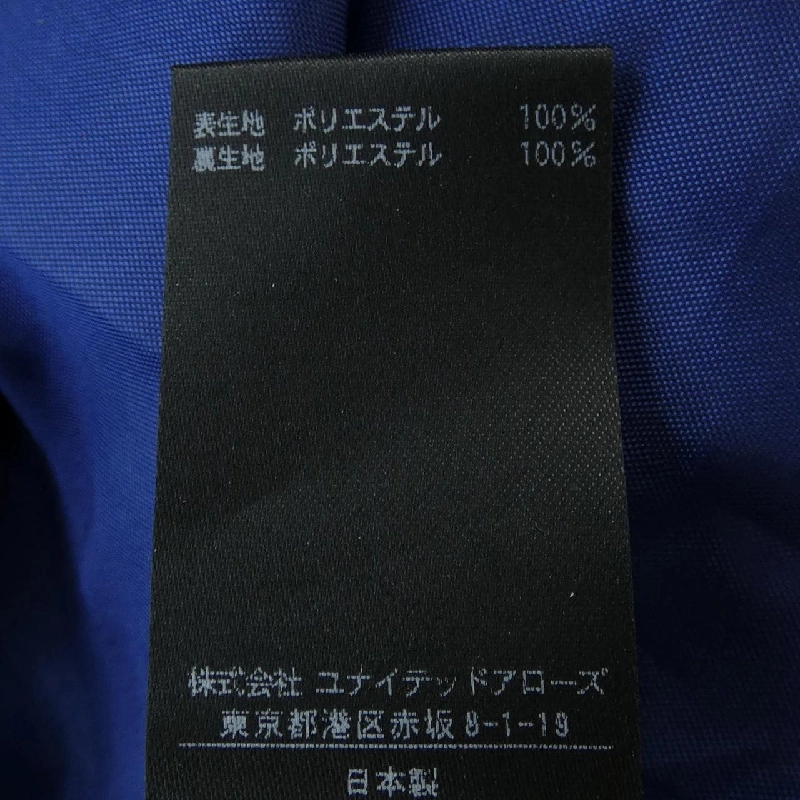 表生地 ポリエステル 100%
裏生地 ポリエステル 100%
株式会社 ユナイテッドアローズ
東京都港区赤坂8-1-19
日本製